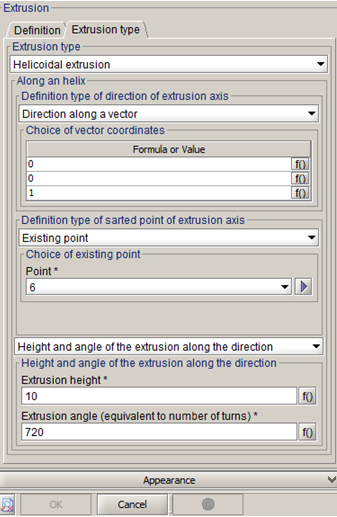 Extrusion
Definition Extrusion type
Extrusion type
Helicoidal extrusion
Along an helix
Definition type of direction of extrusion axis
Direction along a vector
Choice of vector coordinates
Formula or Value
0 f()
0 f()
1 f()
Definition type of sarted point of extrusion axis
Existing point
Choice of existing point
Point *
6
Height and angle of the extrusion along the direction
Height and angle of the extrusion along the direction
Extrusion height *
10 f()
Extrusion angle (equivalent to number of turns) *
720 f()
Appearance
OK Cancel